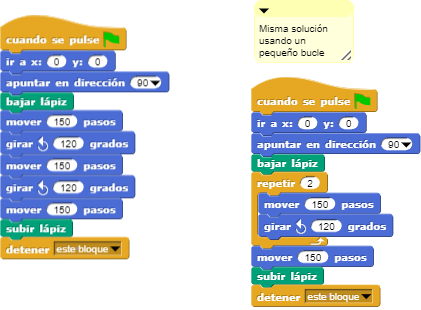 cuando se pulse
ir a x: 0 y: 0
apuntar en dirección 90
bajar lápiz
mover 150 pasos
girar 120 grados
mover 150 pasos
girar 120 grados
mover 150 pasos
subir lápiz
detener este bloque
Misma solución
usando un
pequeño bucle
cuando se pulse
ir a x: 0 y: 0
apuntar en dirección 90
bajar lápiz
repetir 2
mover 150 pasos
girar 120 grados
mover 150 pasos
subir lápiz
detener este bloque